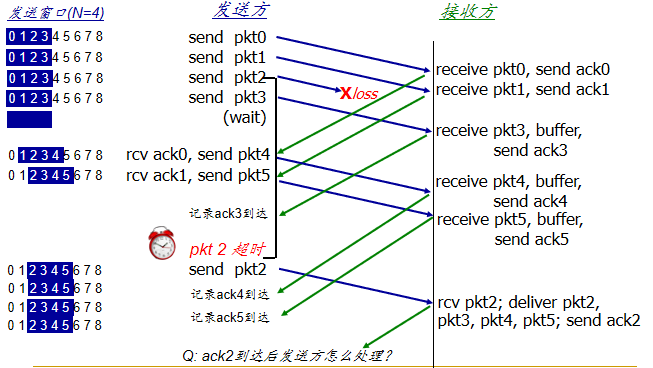 发送窗口(N=4) 发送方 接收方
0 1 2 3 4 5 6 7 8 send pkt0
0 1 2 3 4 5 6 7 8 send pkt1
0 1 2 3 4 5 6 7 8 send pkt2 Xloss
0 1 2 3 4 5 6 7 8 send pkt3
(wait)
receive pkt0, send ack0
receive pkt1, send ack1
receive pkt3, buffer,
send ack3
0 1 2 3 4 5 6 7 8 rcv ack0, send pkt4
0 1 2 3 4 5 6 7 8 rcv ack1, send pkt5
receive pkt4, buffer,
send ack4
记录ack3到达
receive pkt5, buffer,
send ack5
pkt 2 超时
0 1 2 3 4 5 6 7 8 send pkt2
0 1 2 3 4 5 6 7 8 记录ack4到达
0 1 2 3 4 5 6 7 8 记录ack5到达
0 1 2 3 4 5 6 7 8
rcv pkt2; deliver pkt2,
pkt3, pkt4, pkt5; send ack2
Q: ack2到达后发送方怎么处理？